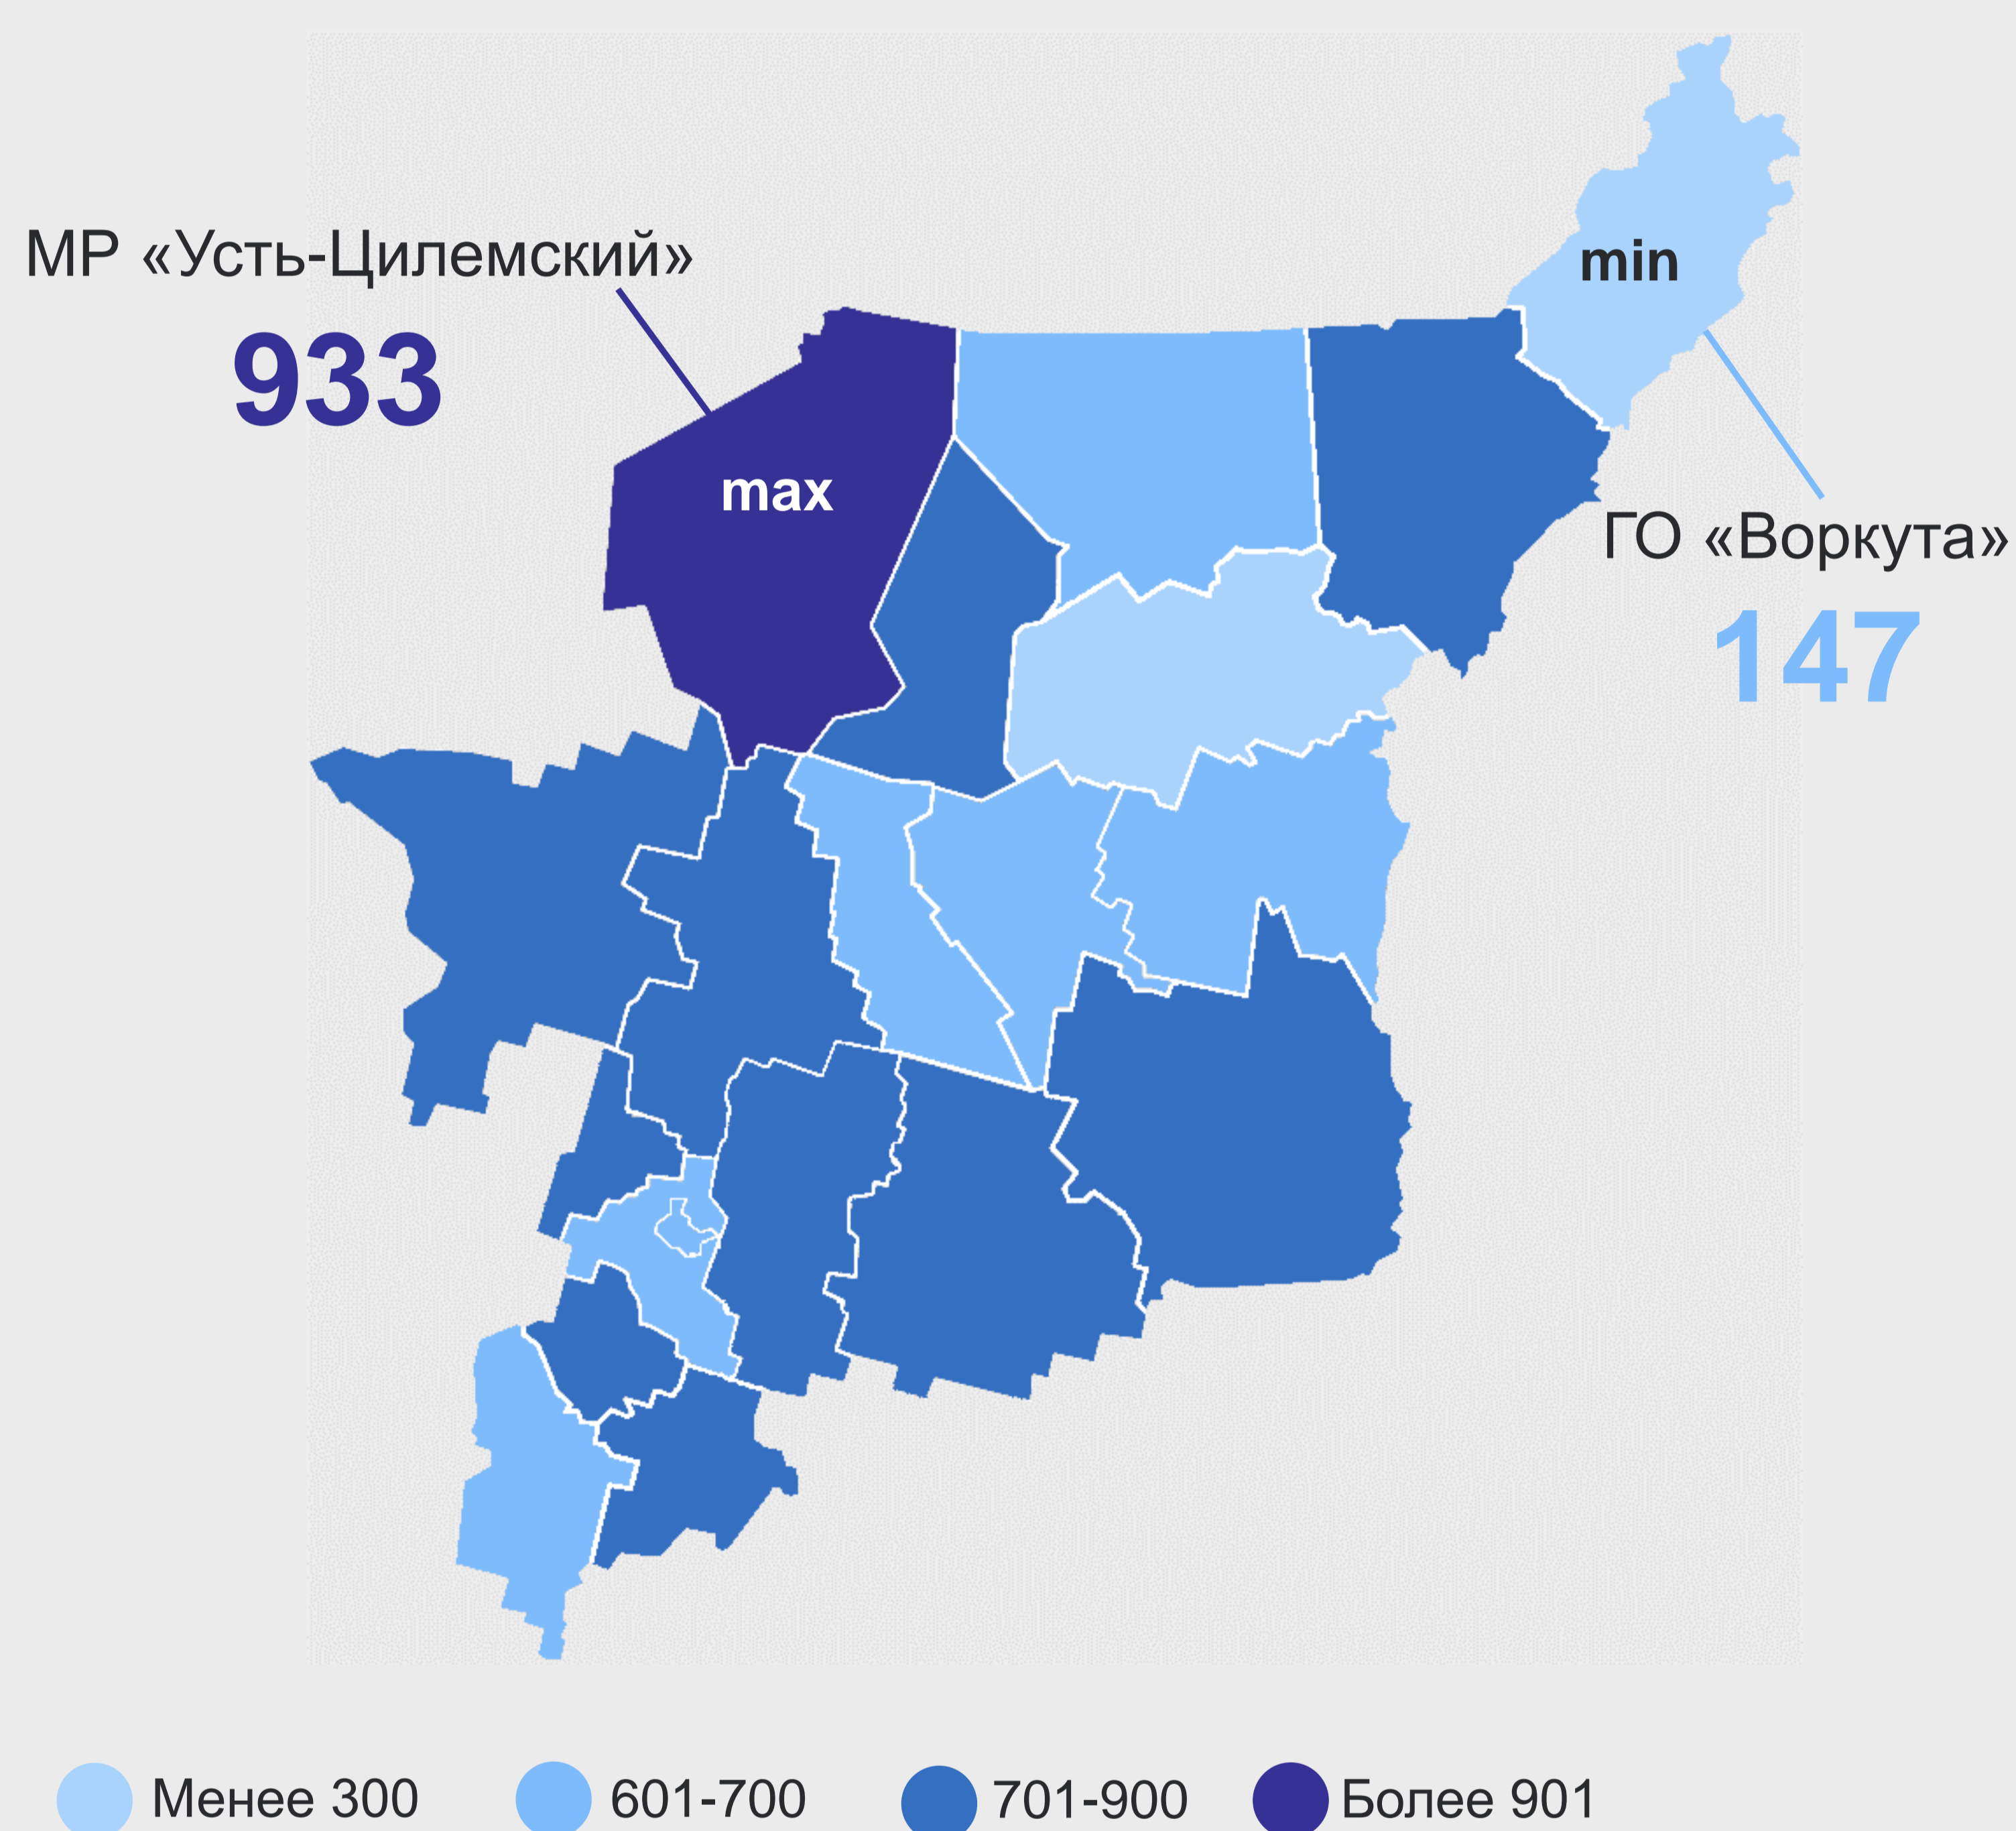 МР «Усть-Цилемский»
933
max
min
ГО «Воркута»
147
Менее 300
601-700
701-900
Более 901